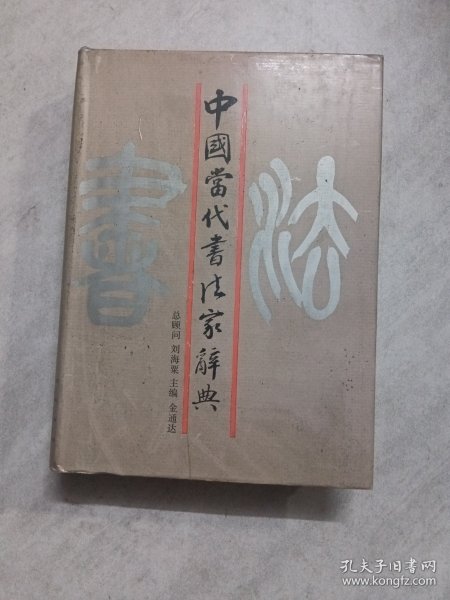 中國當代書法家辭典
總顾问 刘海粟 主编 金通达
書法
孔夫子旧书网
www.kongfz.com